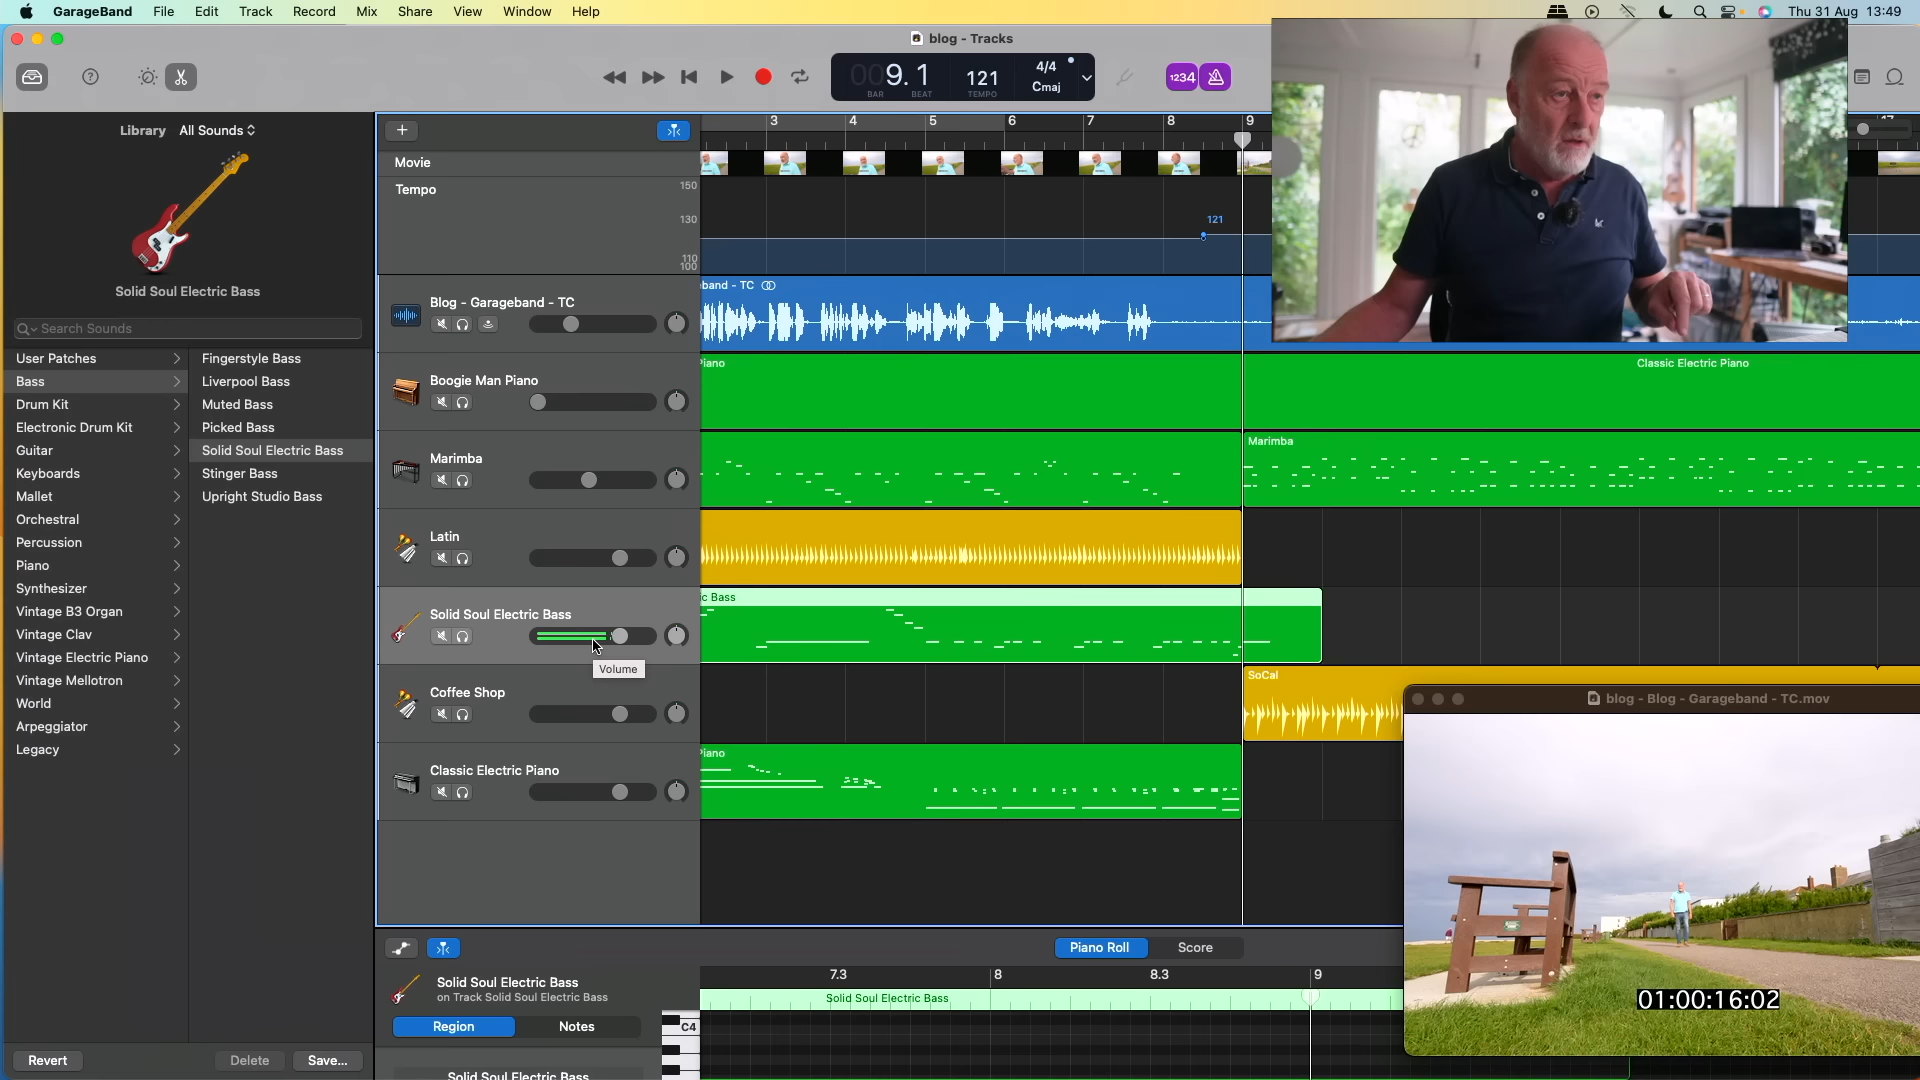 GarageBand File Edit Track Record Mix Share View Window Help
Thu 31 Aug 13:49
blog - Tracks
009.1 121 4/4 Cmaj
BAR BEAT TEMPO
1234
Library All Sounds
Solid Soul Electric Bass
Search Sounds
User Patches
Bass
Drum Kit
Electronic Drum Kit
Guitar
Keyboards
Mallet
Orchestral
Percussion
Piano
Synthesizer
Vintage B3 Organ
Vintage Clav
Vintage Electric Piano
Vintage Mellotron
World
Arpeggiator
Legacy
Fingerstyle Bass
Liverpool Bass
Muted Bass
Picked Bass
Solid Soul Electric Bass
Stinger Bass
Upright Studio Bass
Revert Delete Save...
3 4 5 6 7 8 9 17
Movie
Tempo
150
130
110
100
121
Blog - Garageband - TC
band - TC
Boogie Man Piano
Piano
Classic Electric Piano
Marimba
Marimba
Latin
Solid Soul Electric Bass
c Bass
Volume
Coffee Shop
SoCal
Classic Electric Piano
Piano
blog - Blog - Garageband - TC.mov
01:00:16:02
Piano Roll Score
7.3 8 8.3 9
Solid Soul Electric Bass
on Track Solid Soul Electric Bass
Region Notes
Solid Soul Electric Bass
C4
Solid Soul Electric Bass